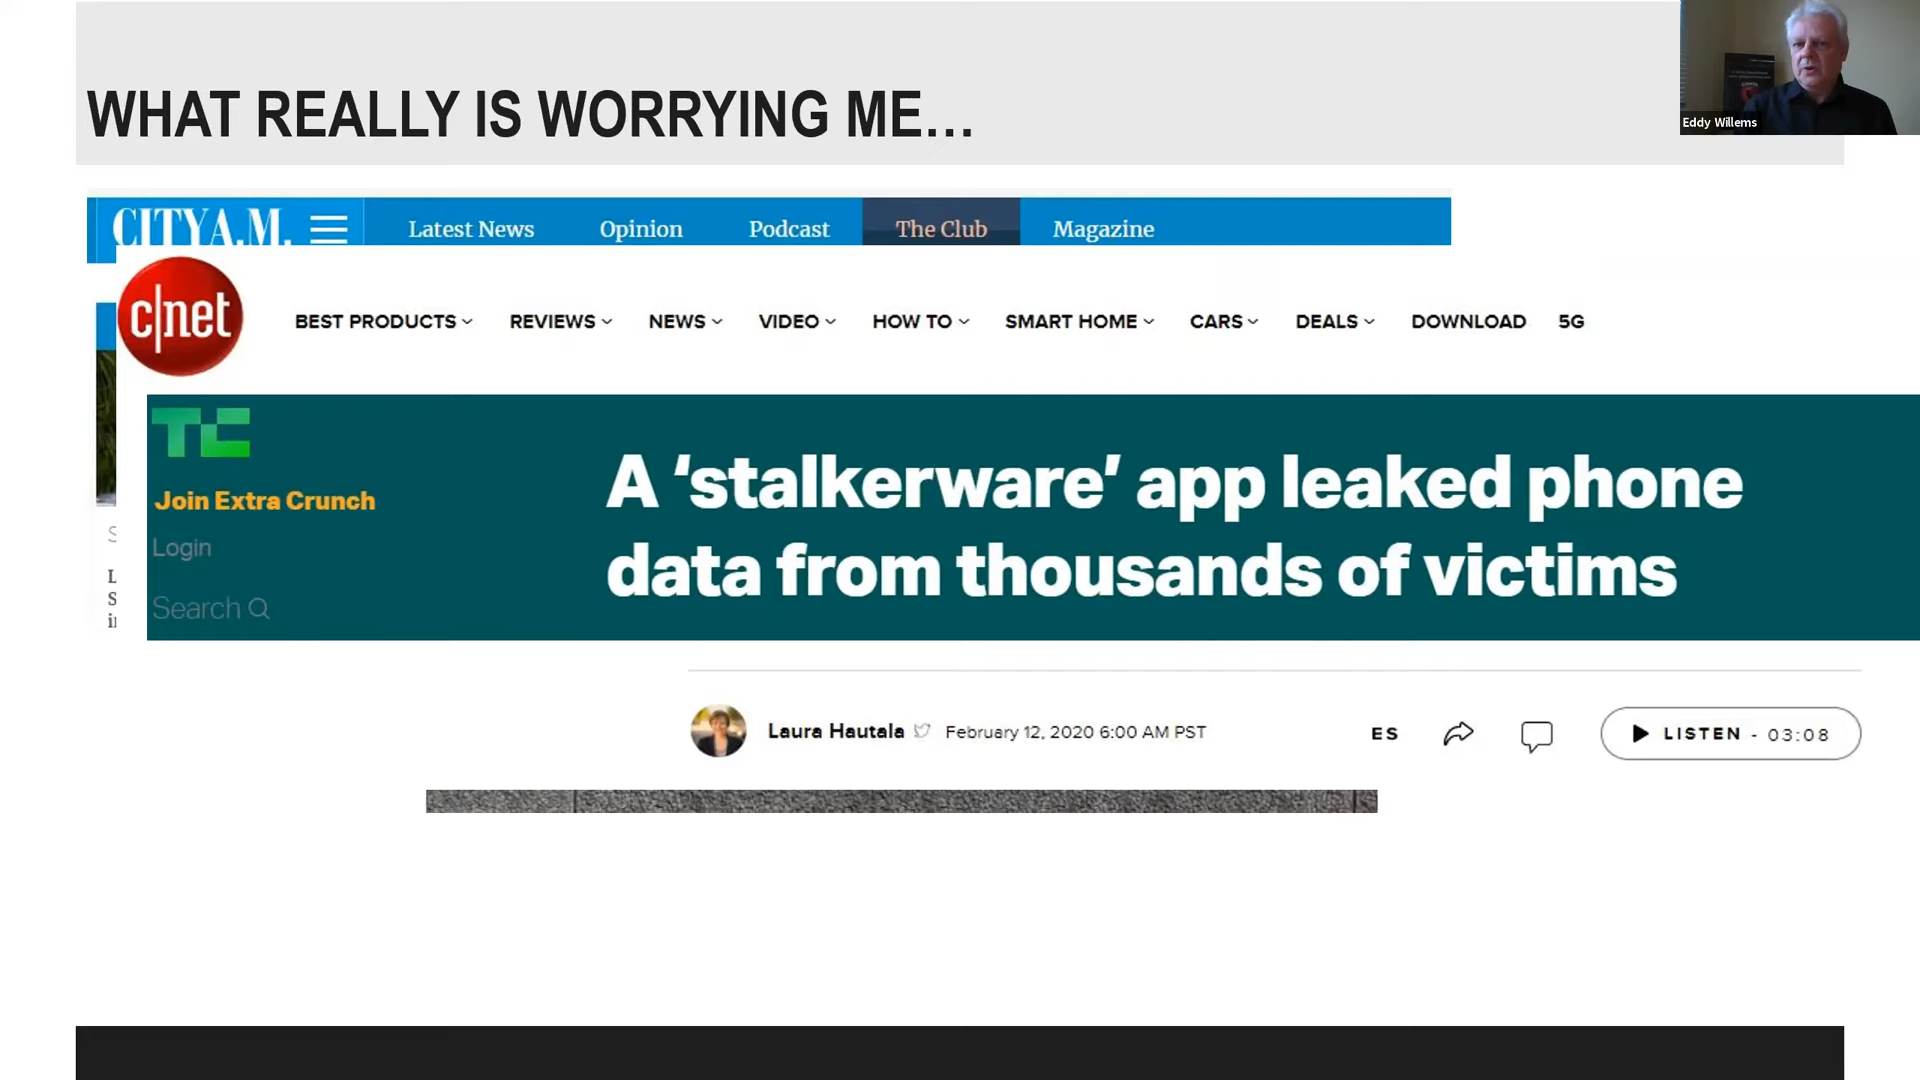 WHAT REALLY IS WORRYING ME…
Eddy Willems
CITY A.M.
Latest News Opinion Podcast The Club Magazine
c|net
BEST PRODUCTS REVIEWS NEWS VIDEO HOW TO SMART HOME CARS DEALS DOWNLOAD 5G
TC
Join Extra Crunch
Login
Search
A ‘stalkerware’ app leaked phone
data from thousands of victims
Laura Hautala February 12, 2020 6:00 AM PST ES LISTEN - 03:08